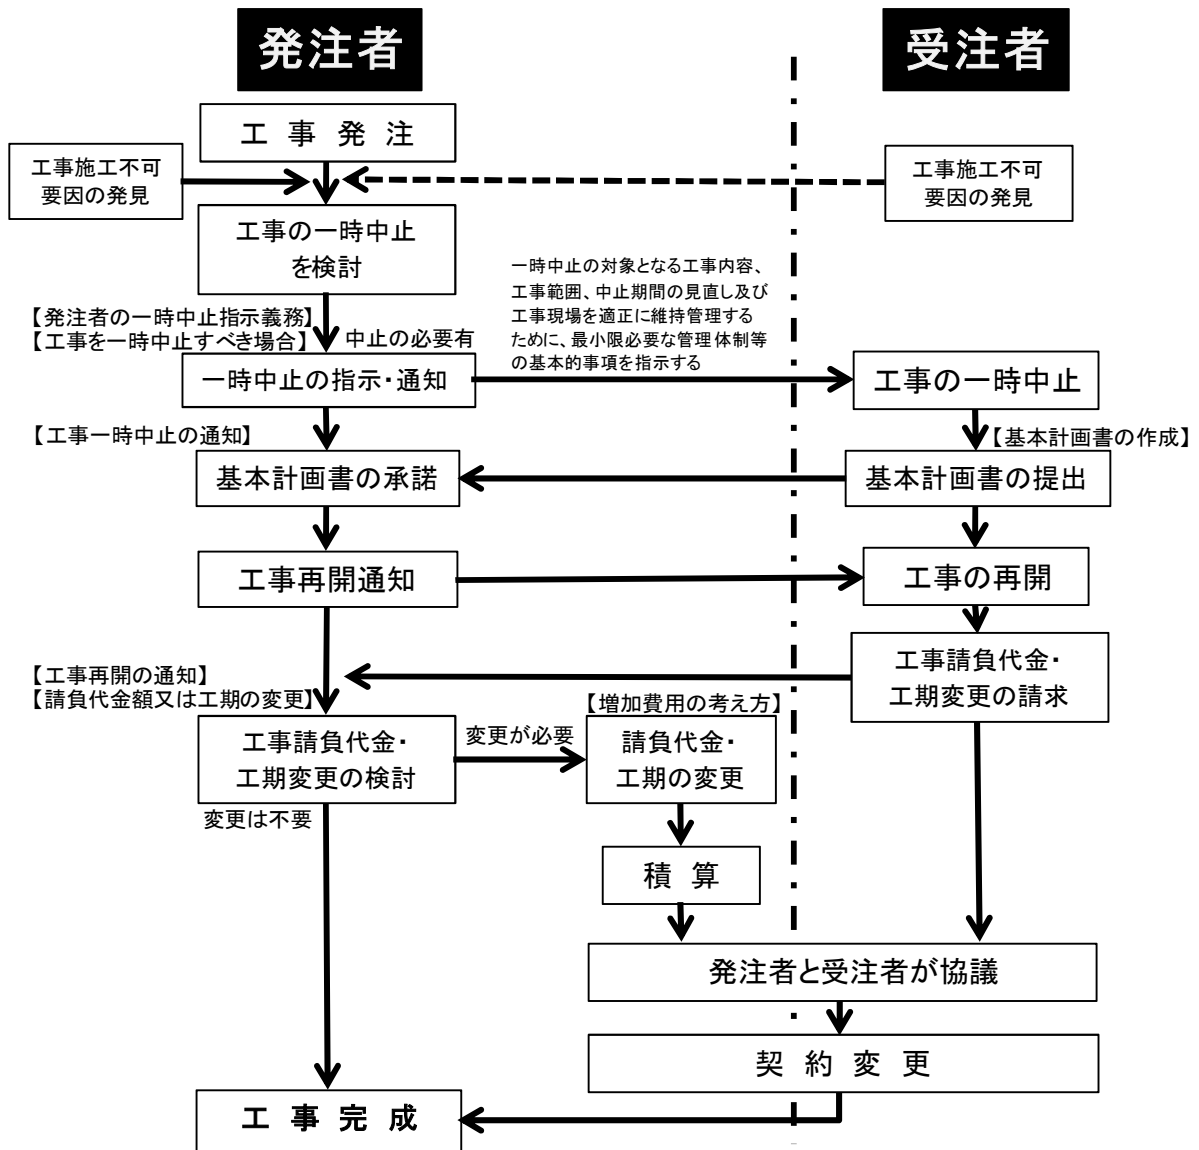 発注者
受注者
工事発注
工事施工不可
要因の発見
工事施工不可
要因の発見
工事の一時中止
を検討
一時中止の対象となる工事内容、
工事範囲、中止期間の見直し及び
工事現場を適正に維持管理する
ために、最小限必要な管理体制等
の基本的事項を指示する
【発注者の一時中止指示義務】
【工事を一時中止すべき場合】
中止の必要有
一時中止の指示・通知
工事の一時中止
【工事一時中止の通知】
【基本計画書の作成】
基本計画書の承諾
基本計画書の提出
工事再開通知
工事の再開
【工事再開の通知】
【請負代金額又は工期の変更】
工事請負代金・
工期変更の請求
【増加費用の考え方】
工事請負代金・
工期変更の検討
変更が必要
請負代金・
工期の変更
変更は不要
積算
発注者と受注者が協議
契約変更
工事完成